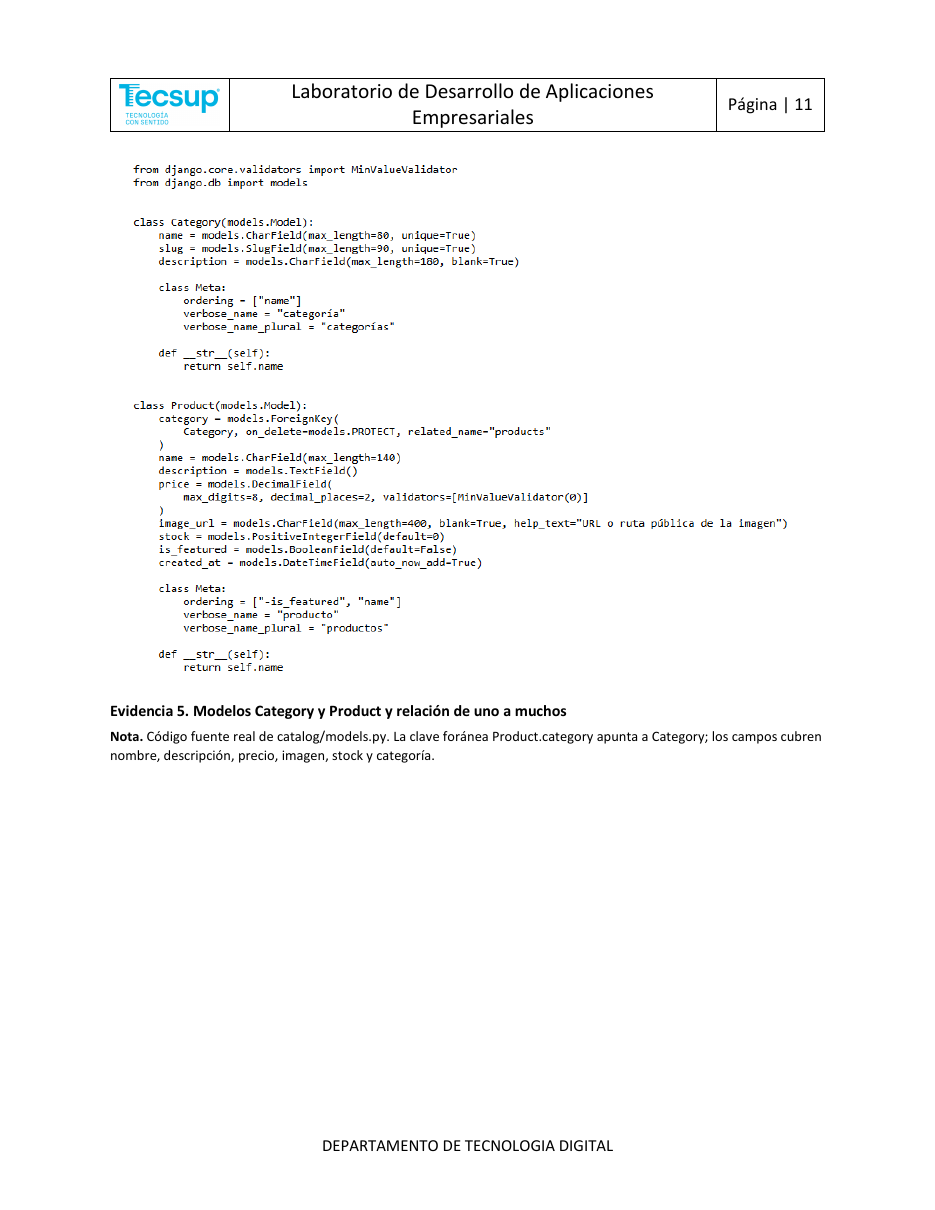 Tecsup
TECNOLOGÍA
CON SENTIDO
Laboratorio de Desarrollo de Aplicaciones
Empresariales
Página | 11
from django.core.validators import MinValueValidator
from django.db import models
class Category(models.Model):
    name = models.CharField(max_length=80, unique=True)
    slug = models.SlugField(max_length=90, unique=True)
    description = models.CharField(max_length=180, blank=True)
    class Meta:
        ordering = ["name"]
        verbose_name = "categoría"
        verbose_name_plural = "categorías"
    def __str__(self):
        return self.name
class Product(models.Model):
    category = models.ForeignKey(
        Category, on_delete=models.PROTECT, related_name="products"
    )
    name = models.CharField(max_length=140)
    description = models.TextField()
    price = models.DecimalField(
        max_digits=8, decimal_places=2, validators=[MinValueValidator(0)]
    )
    image_url = models.CharField(max_length=400, blank=True, help_text="URL o ruta pública de la imagen")
    stock = models.PositiveIntegerField(default=0)
    is_featured = models.BooleanField(default=False)
    created_at = models.DateTimeField(auto_now_add=True)
    class Meta:
        ordering = ["-is_featured", "name"]
        verbose_name = "producto"
        verbose_name_plural = "productos"
    def __str__(self):
        return self.name
Evidencia 5. Modelos Category y Product y relación de uno a muchos
Nota. Código fuente real de catalog/models.py. La clave foránea Product.category apunta a Category; los campos cubren
nombre, descripción, precio, imagen, stock y categoría.
DEPARTAMENTO DE TECNOLOGIA DIGITAL